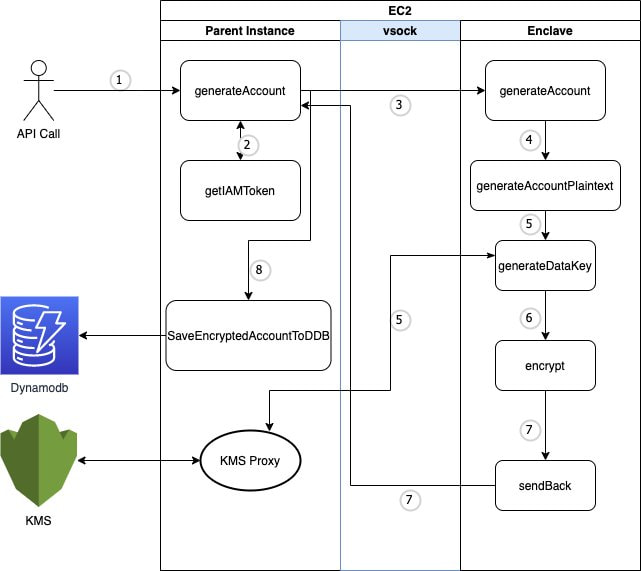 EC2
Parent Instance
vsock
Enclave
API Call
1
generateAccount
3
generateAccount
2
4
getIAMToken
generateAccountPlaintext
5
8
generateDataKey
5
6
SaveEncryptedAccountToDDB
Dynamodb
encrypt
7
KMS Proxy
KMS
sendBack
7